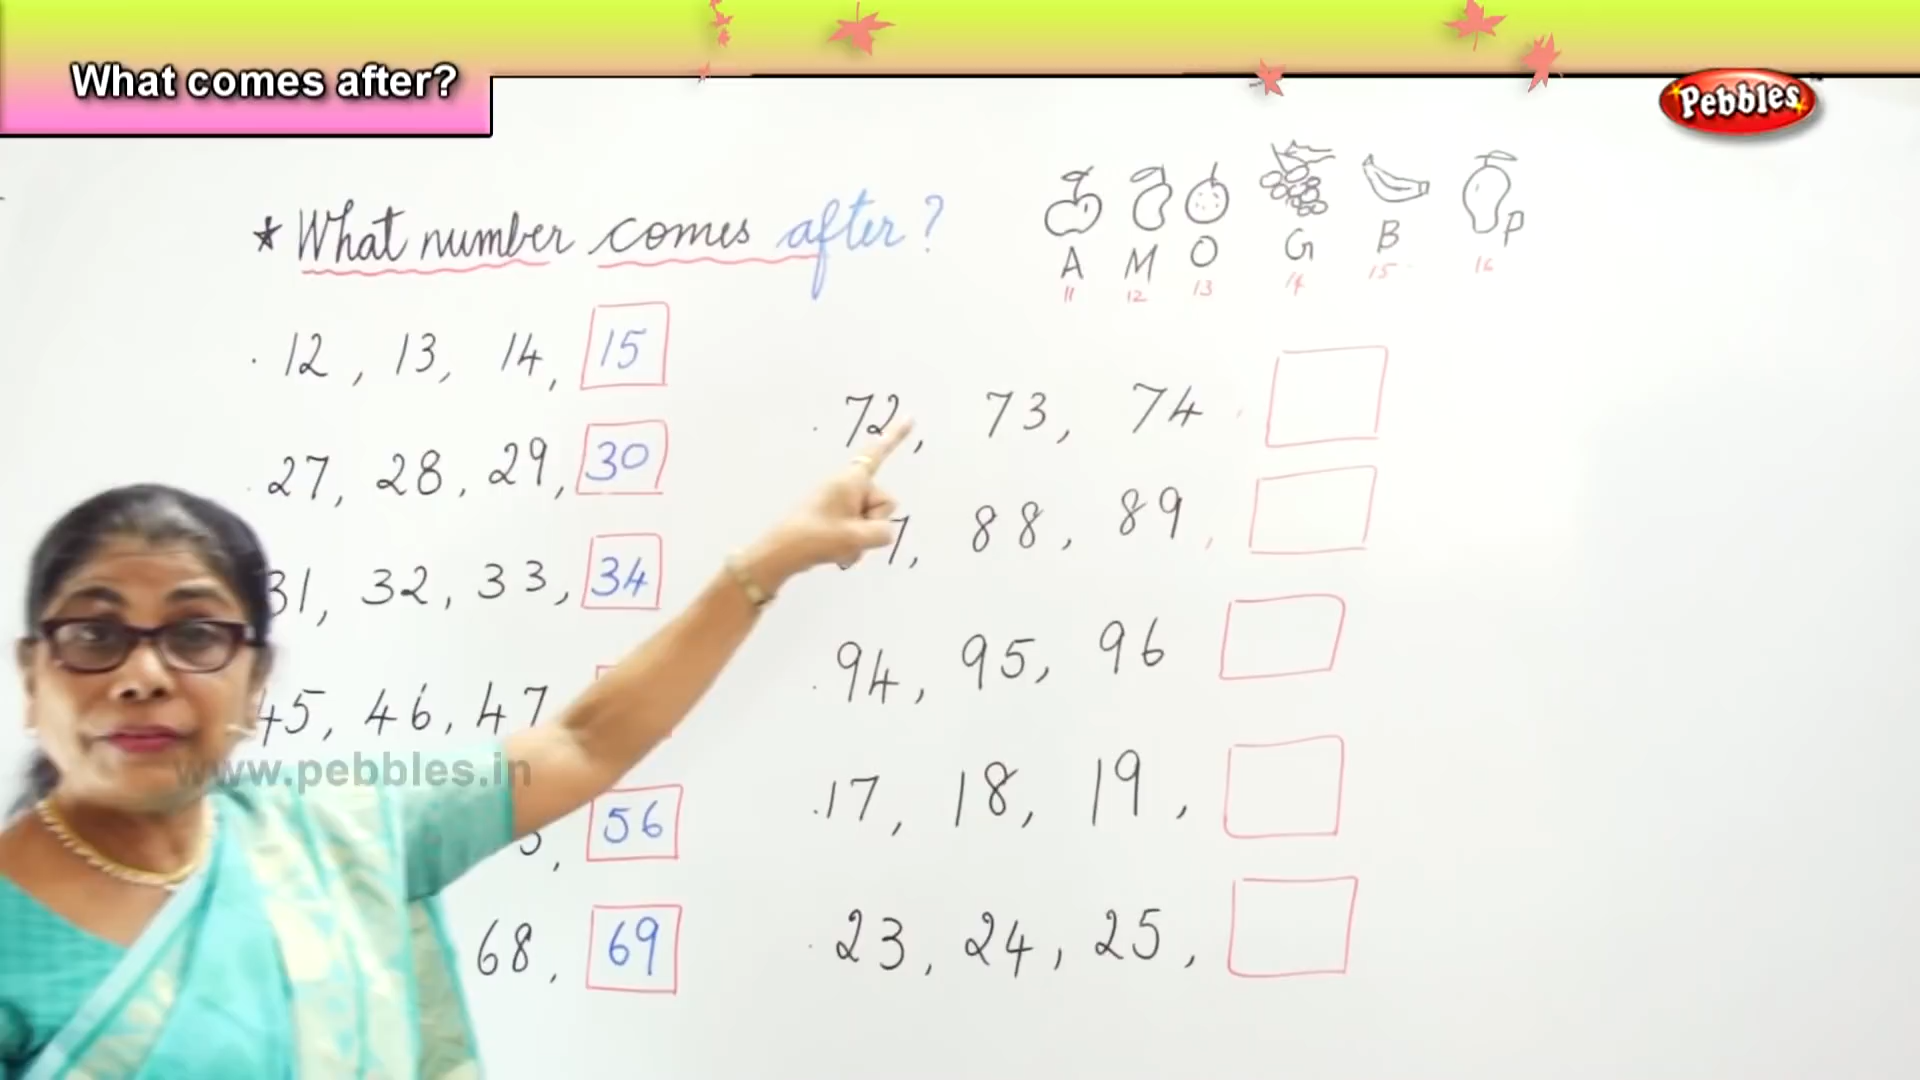 What comes after?
Pebbles
★ What number comes after?
A M O G B P
11 12 13 14 15 16
12, 13, 14, 15
27, 28, 29, 30
31, 32, 33, 34
45, 46, 47
www.pebbles.in
56
68, 69
72, 73, 74
7, 88, 89,
94, 95, 96
17, 18, 19,
23, 24, 25,